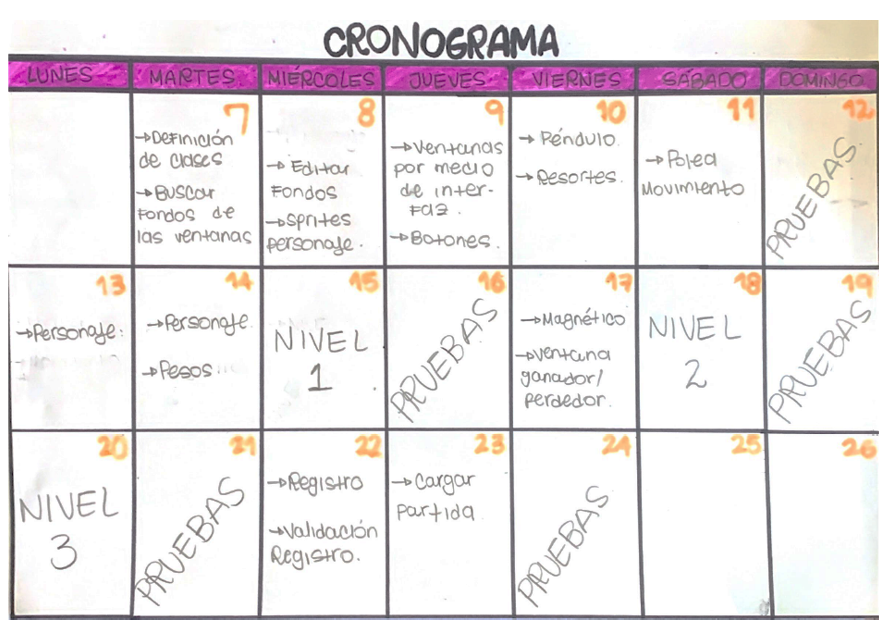 CRONOGRAMA
LUNES MARTES. MIÉRCOLES JUEVES VIERNES SÁBADO DOMINGO
7
→Definición
de clases
→Buscar
Fondos de
las ventanas
8
→ Editar
Fondos
→Sprites
personaje.
9
→Ventanas
por medio
de inter-
Faz.
→Botones.
10
→ Péndulo.
→Resortes.
11
→Polea
Movimiento
12
PRUEBAS.
13
→Personaje.
14
→Personaje.
→Pesos
15
NIVEL
1
16
PRUEBAS
17
→Magnético
→Ventana
ganador/
perdedor.
18
NIVEL
2
19
PRUEBAS
20
NIVEL
3
21
PRUEBAS
22
→Registro
→Validación
Registro.
23
→Cargar
Partida
24
PRUEBAS
25
26